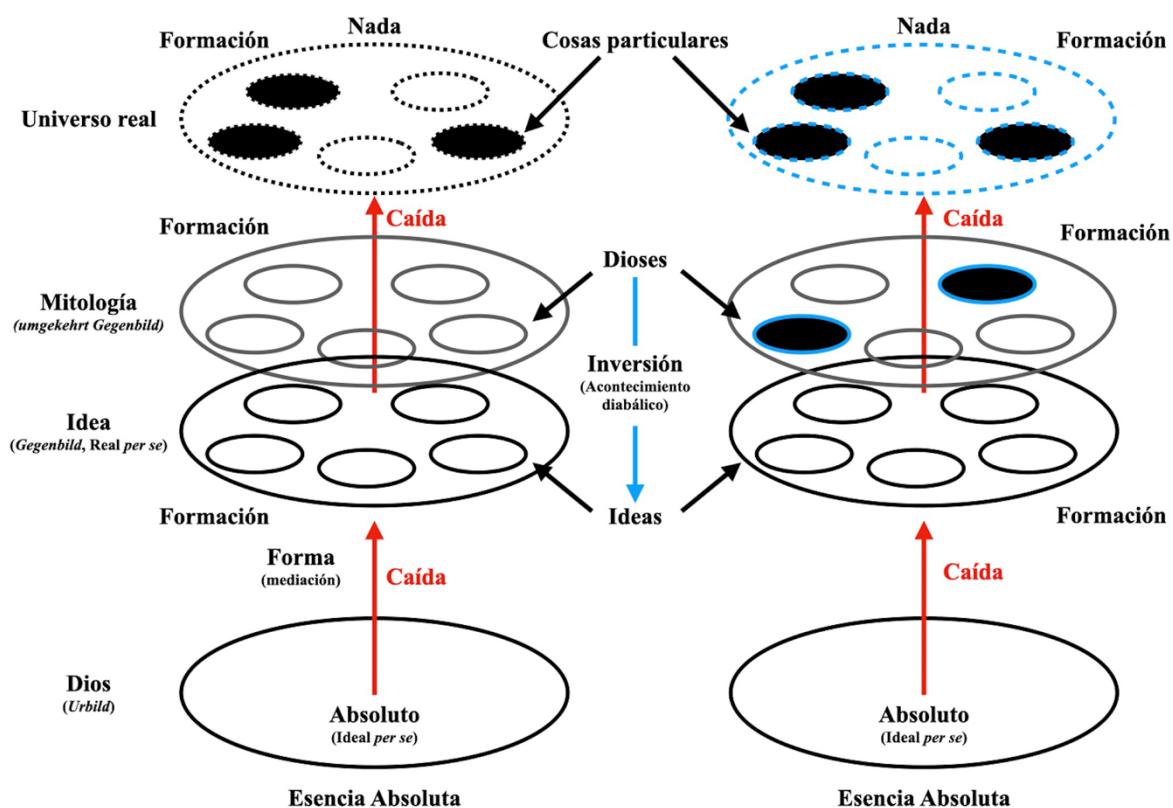 Nada
Nada
Formación
Cosas particulares
Formación
Universo real
Caída
Caída
Formación
Formación
Dioses
Mitología
(umgekehrt Gegenbild)
Inversión
(Acontecimiento
diabálico)
Idea
(Gegenbild, Real per se)
Formación
Ideas
Formación
Forma
(mediación)
Caída
Caída
Dios
(Urbild)
Absoluto
(Ideal per se)
Absoluto
(Ideal per se)
Esencia Absoluta
Esencia Absoluta